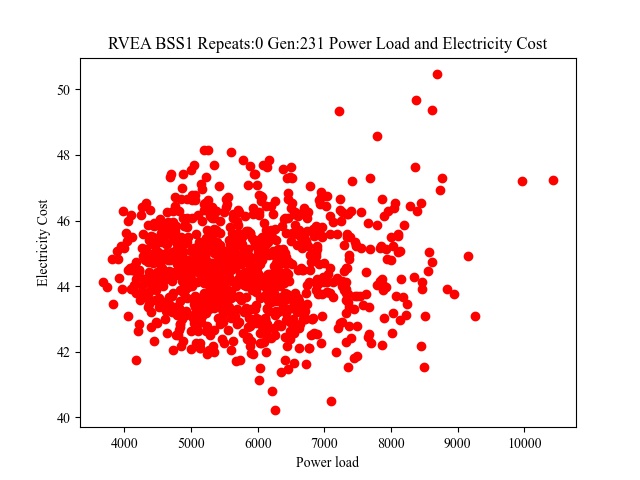 RVEA BSS1 Repeats:0 Gen:231 Power Load and Electricity Cost
50
48
46
44
42
40
Electricity Cost
4000 5000 6000 7000 8000 9000 10000
Power load